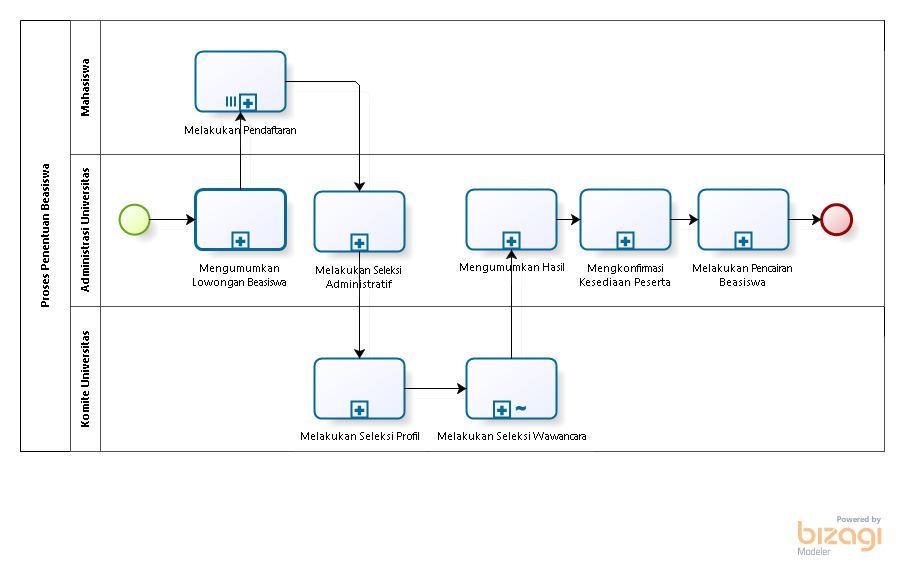 Proses Penentuan Beasiswa
Mahasiswa
Melakukan Pendaftaran
Administrasi Universitas
Mengumumkan
Lowongan Beasiswa
Melakukan Seleksi
Administratif
Mengumumkan Hasil
Mengkonfirmasi
Kesediaan Peserta
Melakukan Pencairan
Beasiswa
Komite Universitas
Melakukan Seleksi Profil
Melakukan Seleksi Wawancara
Powered by
bizagi
Modeler